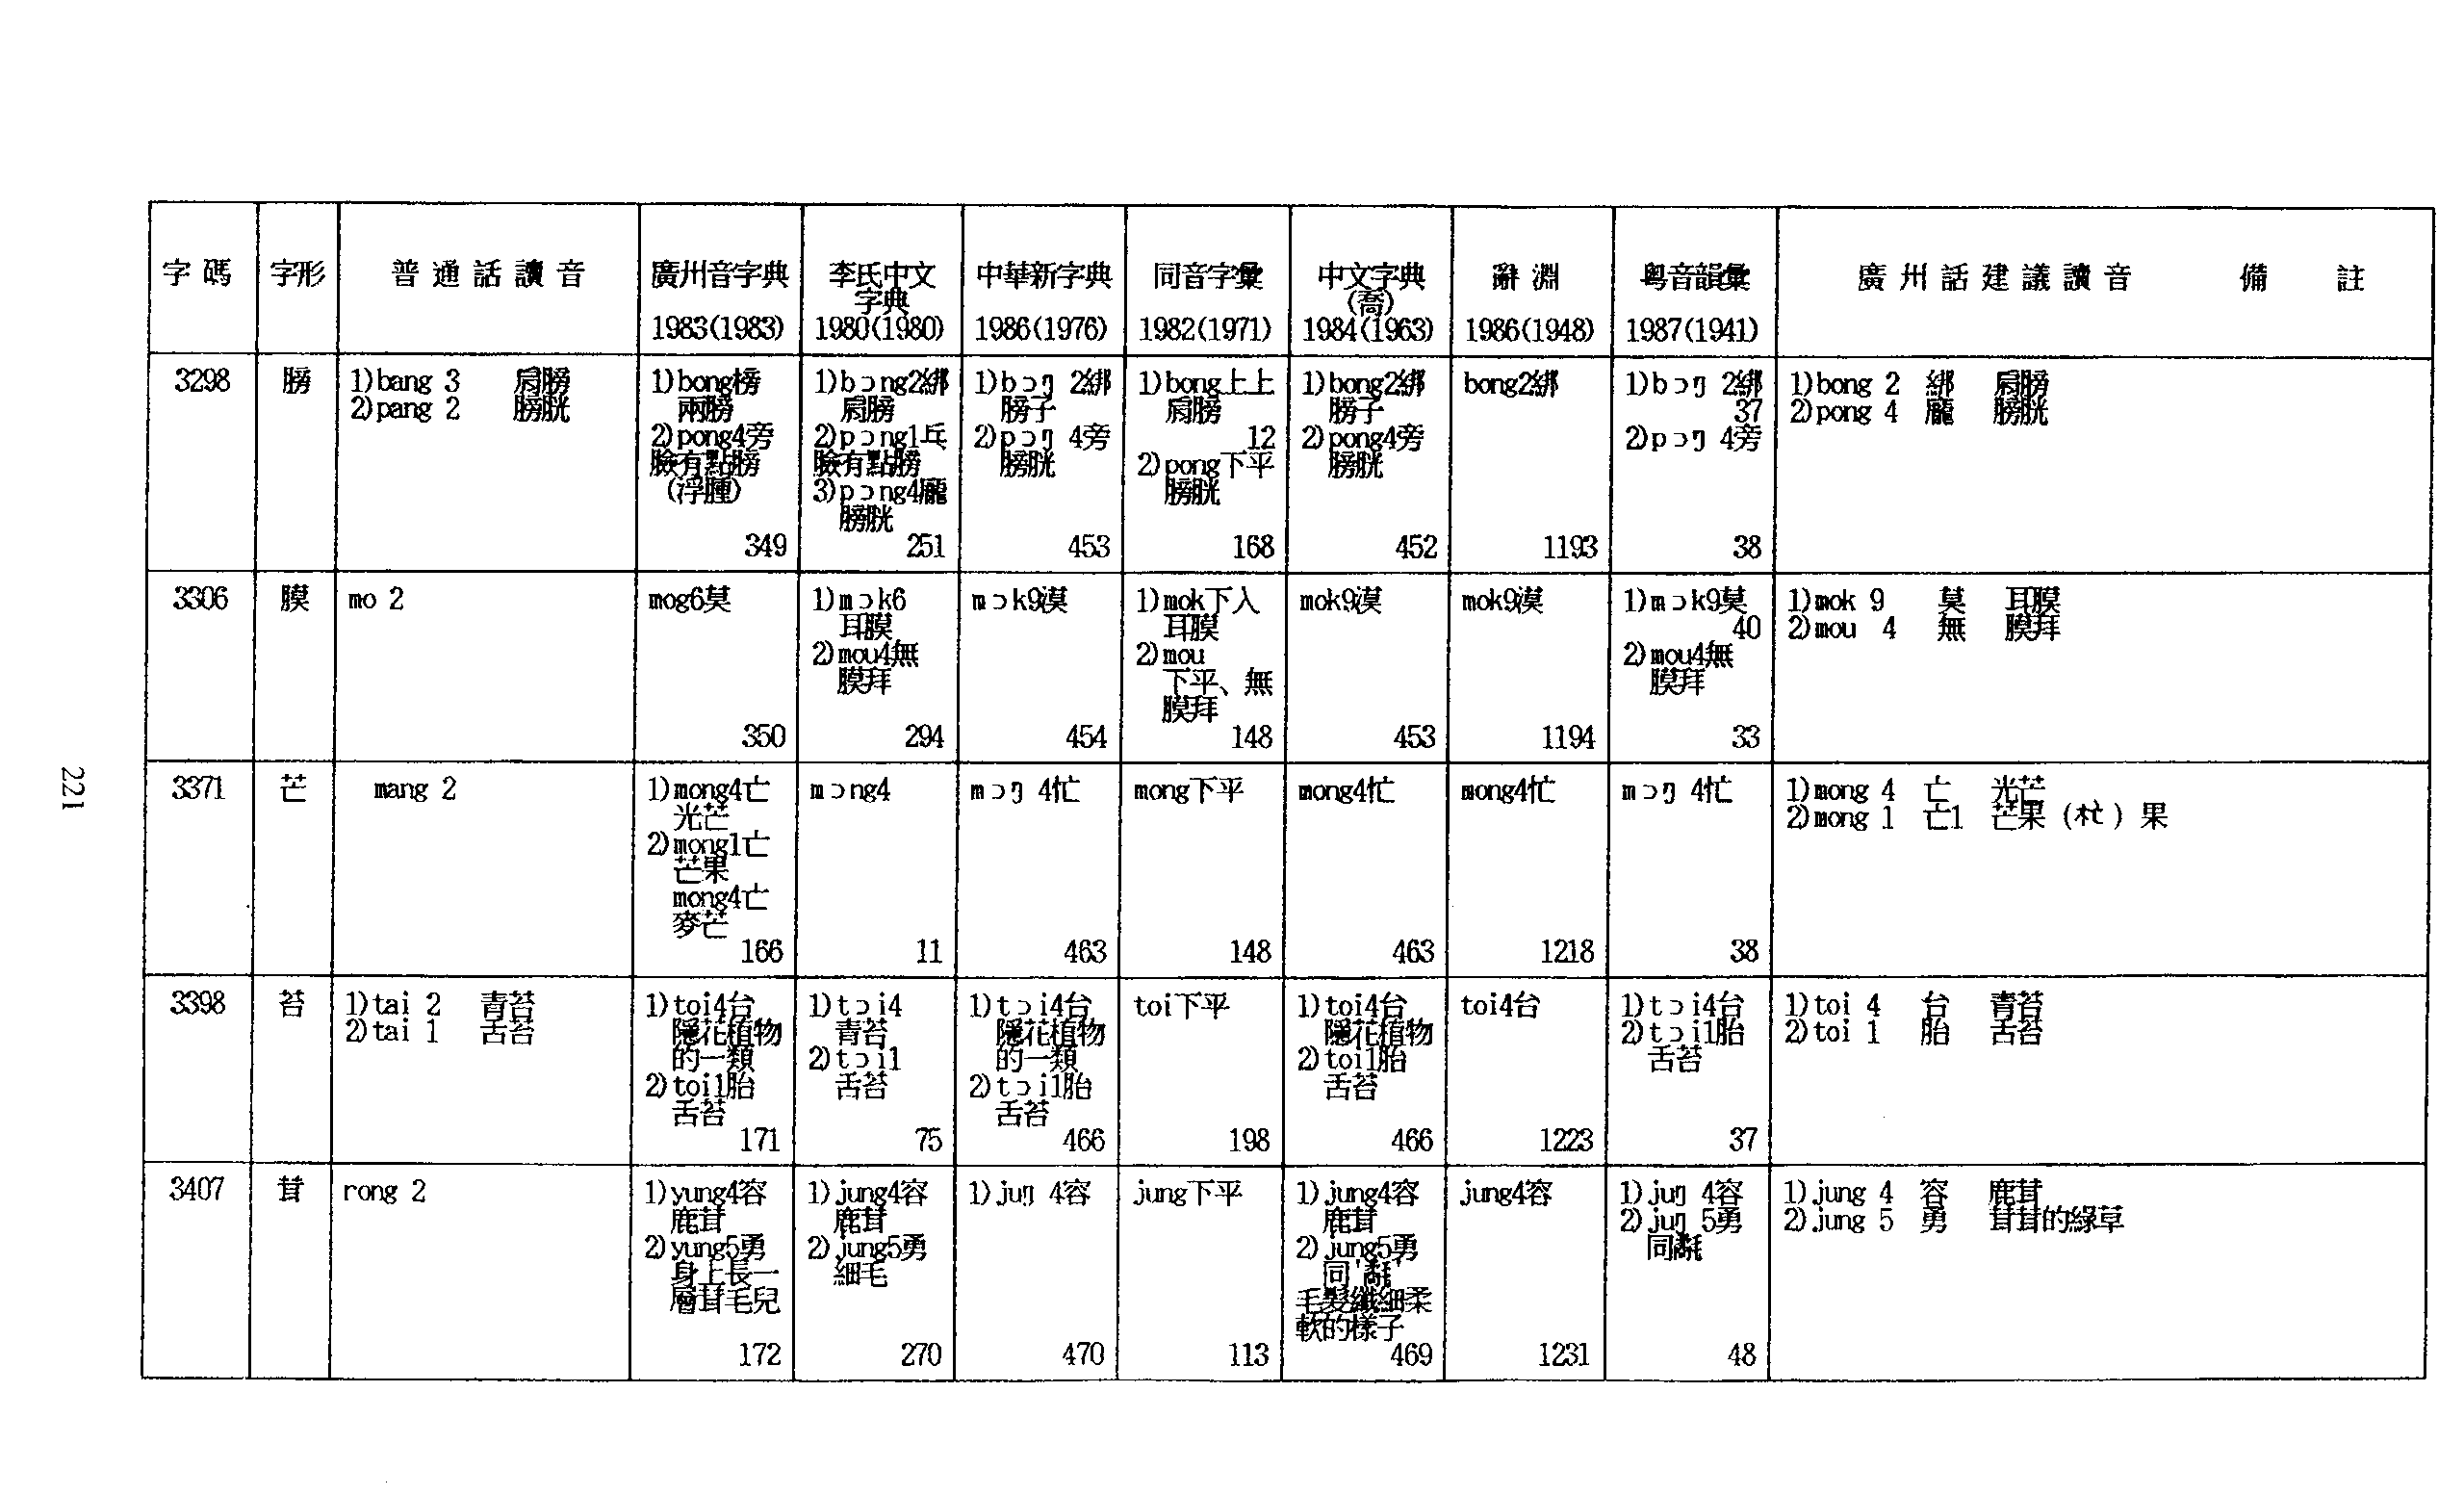 字碼
字形
普通話讀音
廣州音字典
1983(1983)
李氏中文
字典
1980(1980)
中華新字典
1986(1976)
同音字彙
1982(1971)
中文字典
(喬)
1984(1963)
辭淵
1986(1948)
粵音韻彙
1987(1941)
廣州話建議讀音 備註
3298
膀
1)bang 3 肩膀
2)pang 2 膀胱
1)bong榜
兩膀
2)pong4旁
臉有點膀
(浮腫)
349
1)bɔng2綁
肩膀
2)pɔng1乓
臉有點膀
3)pɔng4龐
膀胱
251
1)bɔŋ 2綁
膀子
2)pɔŋ 4旁
膀胱
453
1)bong上上
肩膀
12
2)pong下平
膀胱
168
1)bong2綁
膀子
2)pong4旁
膀胱
452
bong2綁
1193
1)bɔŋ 2綁
37
2)pɔŋ 4旁
38
1)bong 2 綁 肩膀
2)pong 4 龐 膀胱
3306
膜
mo 2
mog6莫
350
1)mɔk6
耳膜
2)mou4無
膜拜
294
mɔk9漠
454
1)mok下入
耳膜
2)mou
下平、無
膜拜
148
mok9漠
453
mok9漠
1194
1)mɔk9莫
40
2)mou4無
膜拜
33
1)mok 9 莫 耳膜
2)mou 4 無 膜拜
3371
芒
mang 2
1)mong4亡
光芒
2)mong1亡
芒果
mong4亡
麥芒
166
mɔng4
11
mɔŋ 4忙
463
mong下平
148
mong4忙
463
mong4忙
1218
mɔŋ 4忙
38
1)mong 4 亡 光芒
2)mong 1 亡1 芒果(杧)果
3398
苔
1)tai 2 青苔
2)tai 1 舌苔
1)toi4台
隱花植物
的一類
2)toi1胎
舌苔
171
1)tɔi4
青苔
2)tɔi1
舌苔
75
1)tɔi4台
隱花植物
的一類
2)tɔi1胎
舌苔
466
toi下平
198
1)toi4台
隱花植物
2)toi1胎
舌苔
466
toi4台
1223
1)tɔi4台
2)tɔi1胎
舌苔
37
1)toi 4 台 青苔
2)toi 1 胎 舌苔
3407
茸
rong 2
1)yung4容
鹿茸
2)yung5勇
身上長一
層茸毛兒
172
1)jung4容
鹿茸
2)jung5勇
細毛
270
1)juŋ 4容
470
jung下平
113
1)jung4容
鹿茸
2)jung5勇
同'氄'
毛髮纖細柔
軟的樣子
469
jung4容
1231
1)juŋ 4容
2)juŋ 5勇
同氄
48
1)jung 4 容 鹿茸
2)jung 5 勇 茸茸的綠草
221